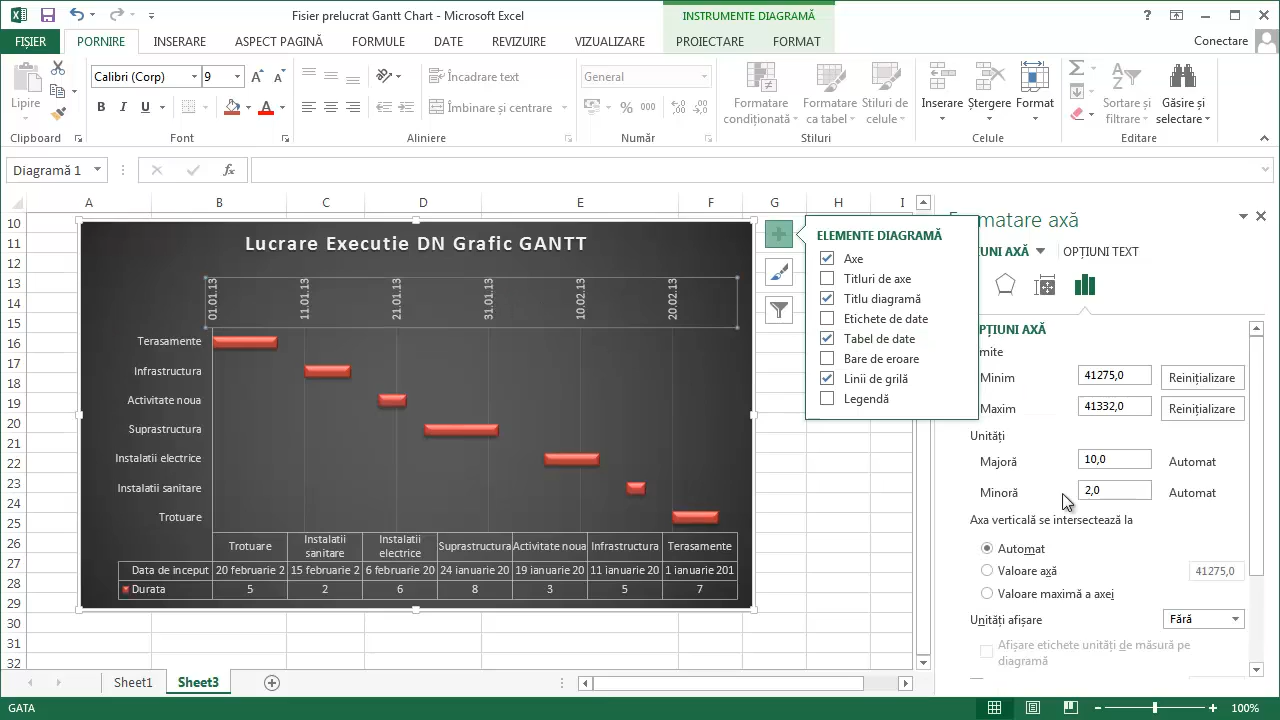 Fisier prelucrat Gantt Chart - Microsoft Excel
INSTRUMENTE DIAGRAMĂ
FIȘIER PORNIRE INSERARE ASPECT PAGINĂ FORMULE DATE REVIZUIRE VIZUALIZARE PROIECTARE FORMAT Conectare
Lipire
Calibri (Corp) 9
B I U
Încadrare text
Îmbinare și centrare
General
% 000
Formatare condiționată
Formatare ca tabel
Stiluri de celule
Inserare Ștergere Format
Sortare și filtrare
Găsire și selectare
Clipboard Font Aliniere Număr Stiluri Celule Editare
Diagramă 1 fx
A B C D E F G H I
10
11
12
13
14
15
16
17
18
19
20
21
22
23
24
25
26
27
28
29
30
31
32
Lucrare Executie DN Grafic GANTT
01.01.13 11.01.13 21.01.13 31.01.13 10.02.13 20.02.13
Terasamente
Infrastructura
Activitate noua
Suprastructura
Instalatii electrice
Instalatii sanitare
Trotuare
Trotuare Instalatii sanitare Instalatii electrice Suprastructura Activitate noua Infrastructura Terasamente
Data de inceput 20 februarie 2 15 februarie 2 6 februarie 20 24 ianuarie 20 19 ianuarie 20 11 ianuarie 20 1 ianuarie 201
Durata 5 2 6 8 3 5 7
ELEMENTE DIAGRAMĂ
Axe
Titluri de axe
Titlu diagramă
Etichete de date
Tabel de date
Bare de eroare
Linii de grilă
Legendă
rmatare axă
IUNI AXĂ OPȚIUNI TEXT
PȚIUNI AXĂ
mite
Minim 41275,0 Reinițializare
Maxim 41332,0 Reinițializare
Unități
Majoră 10,0 Automat
Minoră 2,0 Automat
Axa verticală se intersectează la
Automat
Valoare axă 41275,0
Valoare maximă a axei
Unități afișare Fără
Afișare etichete unități de măsură pe
diagramă
Sheet1 Sheet3
GATA 100%